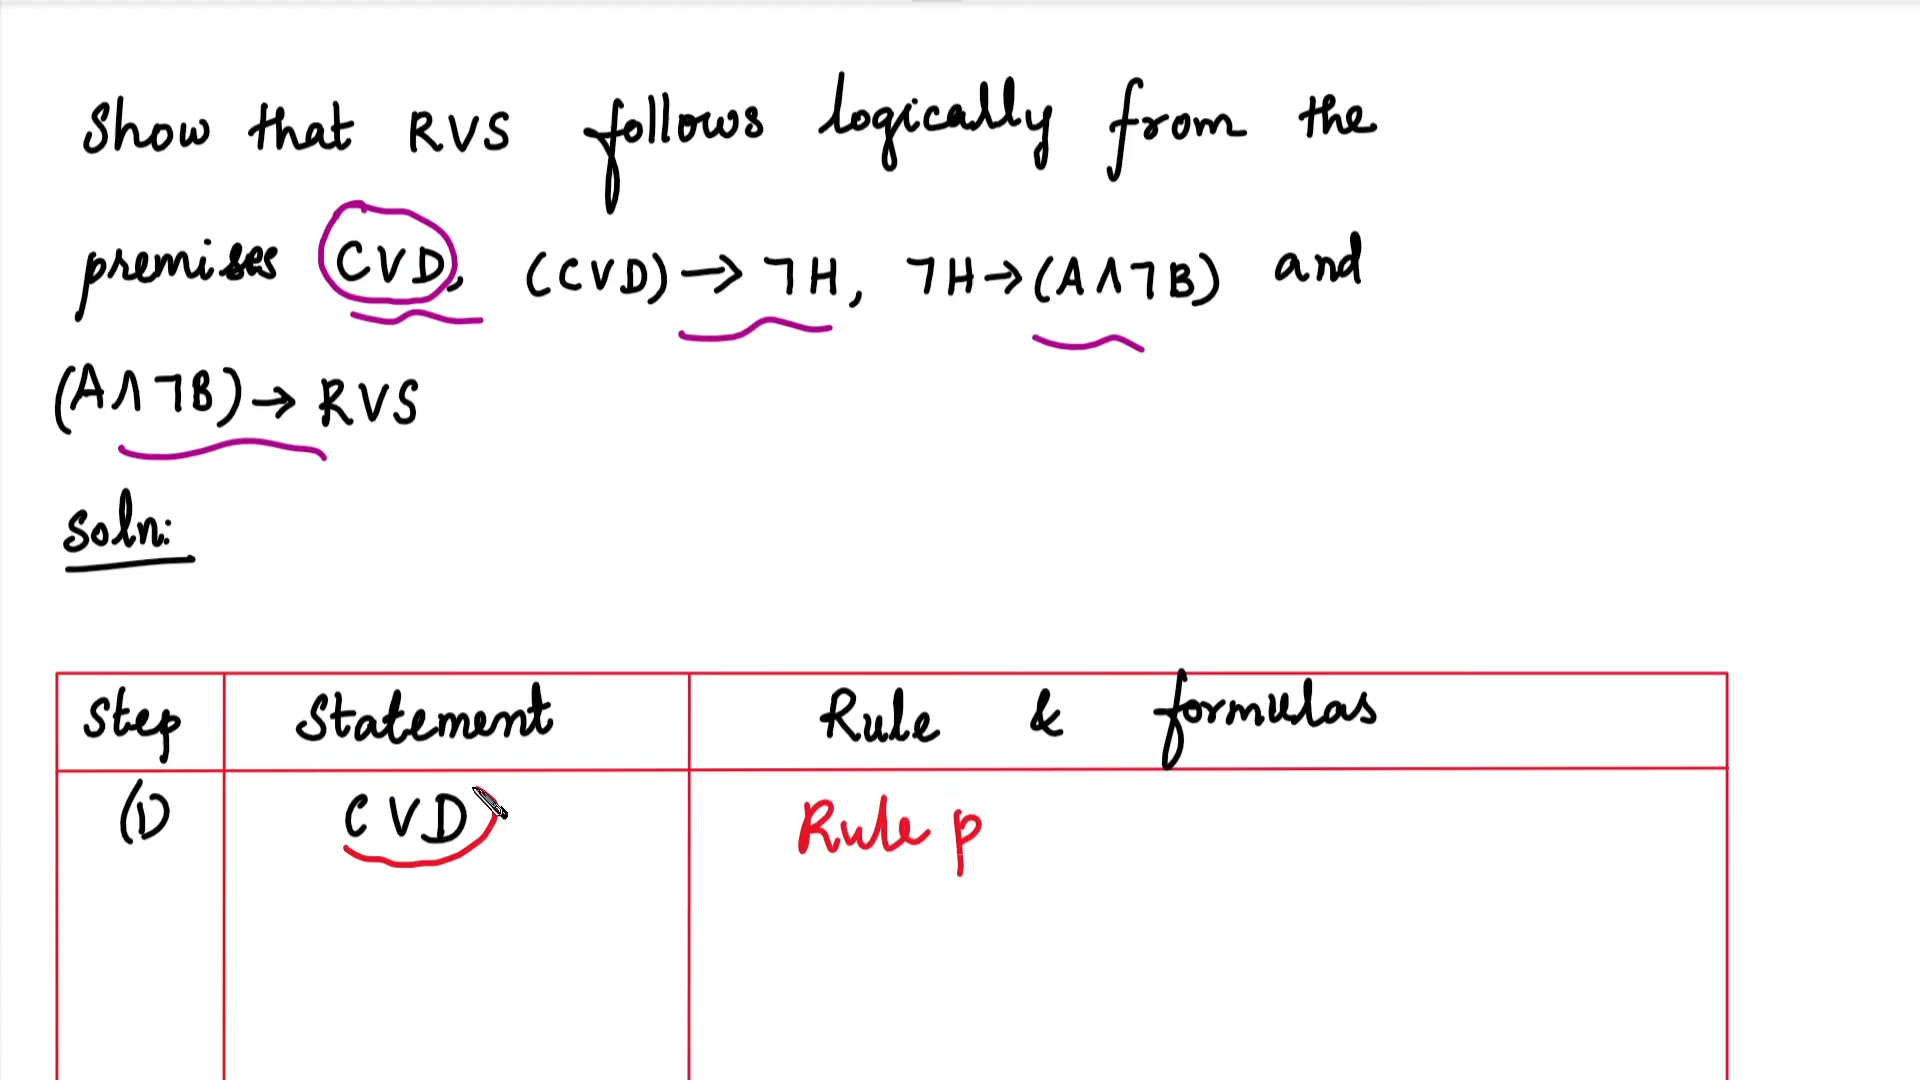 Show that R∨S follows logically from the
premises C∨D, (C∨D) → ¬H, ¬H → (A∧¬B) and
(A∧¬B) → R∨S
Soln:
Step Statement Rule & formulas
(1) C∨D Rule p